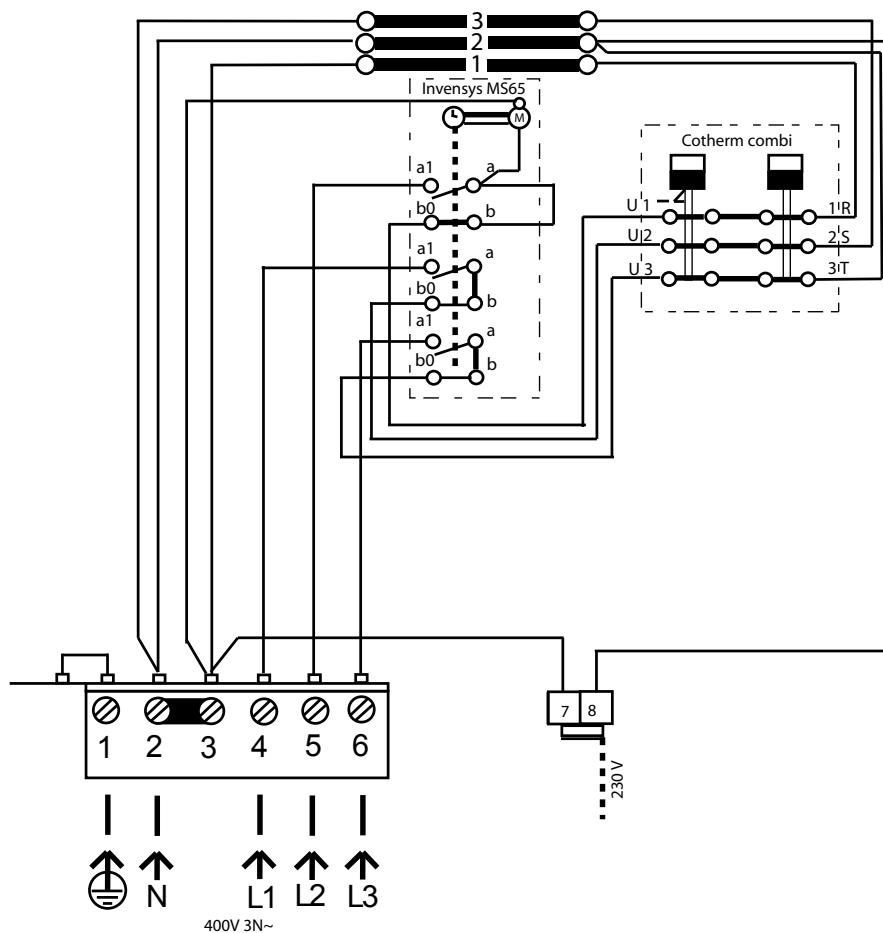 3
2
1
Invensys MS65
M
a1 a
b0 b
a1 a
b0 b
a1 a
b0 b
Cotherm combi
U 1 1 R
U 2 2 S
U 3 3 T
7 8
230 V
1 2 3 4 5 6
N L1 L2 L3
400V 3N~